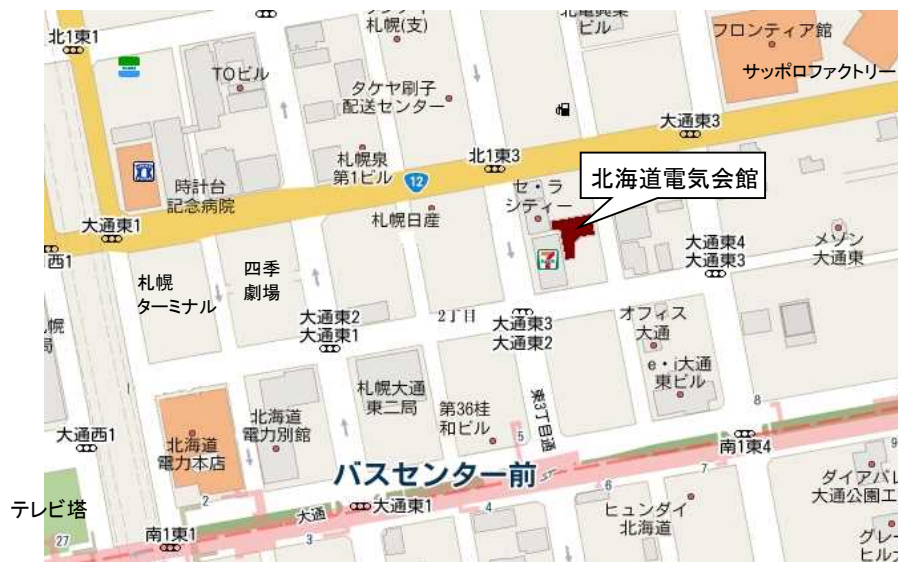 札幌(支)
北電興業
ビル
フロンティア館
サッポロファクトリー
北1東1
TOビル
タケヤ刷子
配送センター
大通東3
札幌泉
第1ビル
北1東3
12
時計台
記念病院
北海道電気会館
セ・ラ
シティー
札幌日産
大通東1
西1
札幌
ターミナル
四季
劇場
大通東4
大通東3
メゾン
大通東
大通東2
大通東1
2丁目
大通東3
大通東2
オフィス
大通
e・i大通
東ビル
札幌大通
東二局
第36桂
和ビル
東3丁目通
北海道
電力別館
北海道
電力本店
大通西1
8
5
南1東4
9
バスセンター前
ダイアパレ
大通公園エ
テレビ塔
2
大通
大通東1
4
6
7
ヒュンダイ
北海道
27
南1東1
3
グレー
ヒル大